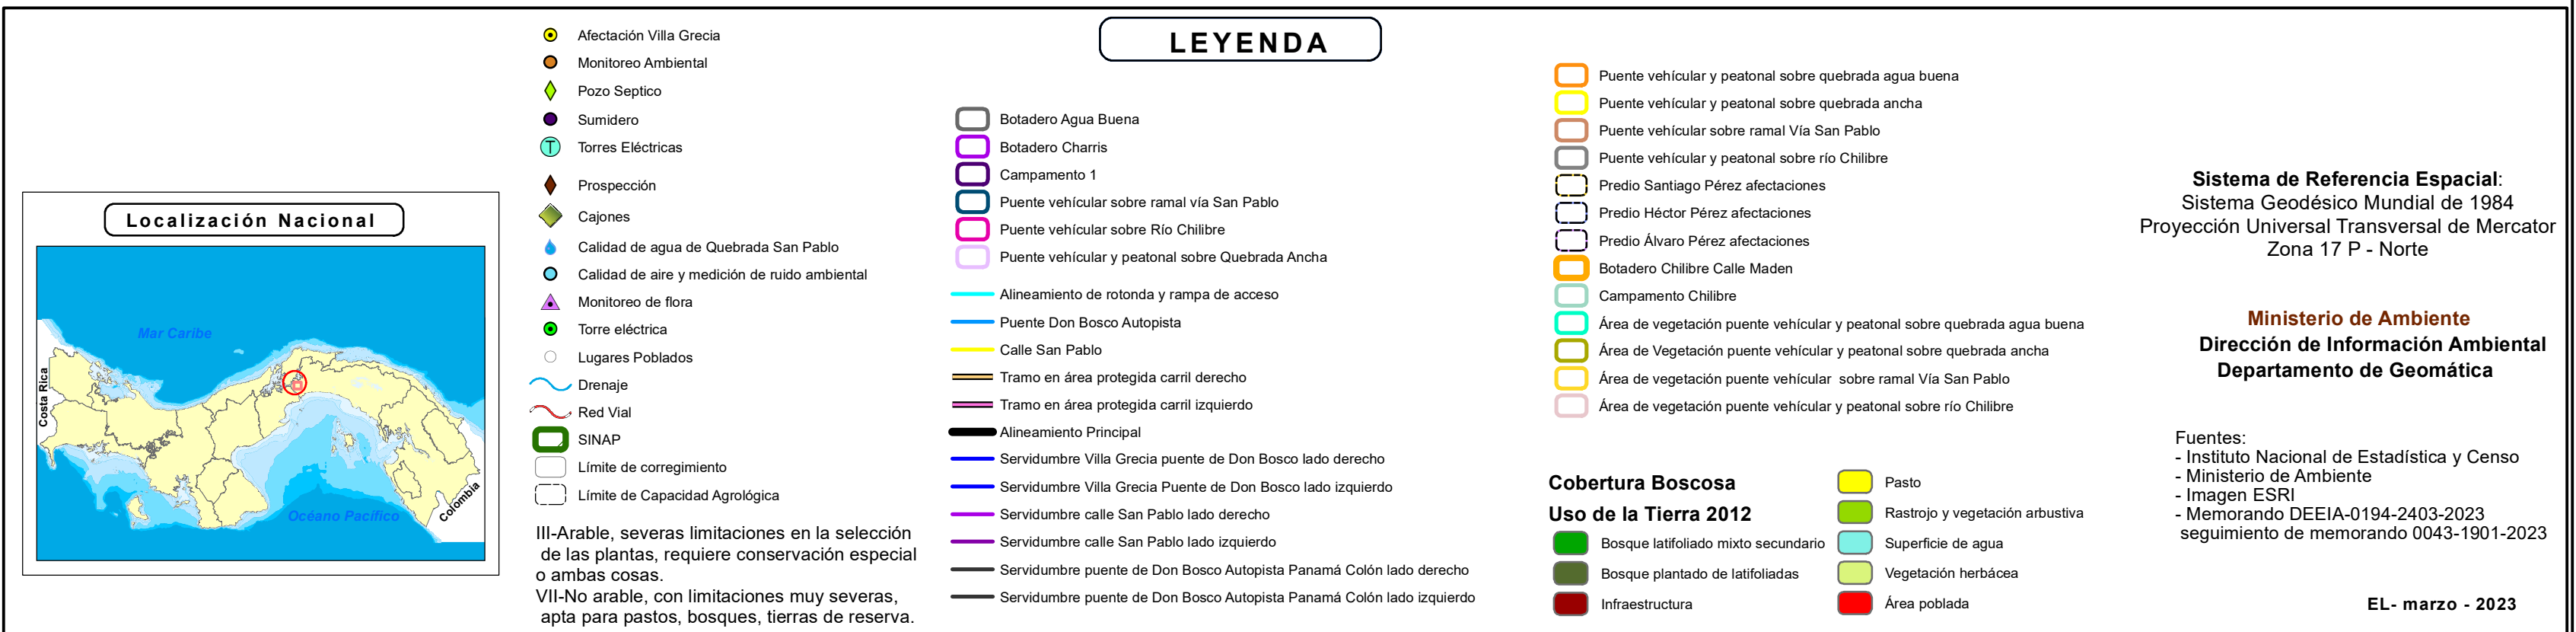 Localización Nacional
Mar Caribe
Costa Rica
Colombia
Océano Pacífico
Afectación Villa Grecia
Monitoreo Ambiental
Pozo Septico
Sumidero
T
Torres Eléctricas
Prospección
Cajones
Calidad de agua de Quebrada San Pablo
Calidad de aire y medición de ruido ambiental
Monitoreo de flora
Torre eléctrica
Lugares Poblados
Drenaje
Red Vial
SINAP
Límite de corregimiento
Límite de Capacidad Agrológica
III-Arable, severas limitaciones en la selección
de las plantas, requiere conservación especial
o ambas cosas.
VII-No arable, con limitaciones muy severas,
apta para pastos, bosques, tierras de reserva.
LEYENDA
Botadero Agua Buena
Botadero Charris
Campamento 1
Puente vehícular sobre ramal vía San Pablo
Puente vehícular sobre Río Chilibre
Puente vehícular y peatonal sobre Quebrada Ancha
Alineamiento de rotonda y rampa de acceso
Puente Don Bosco Autopista
Calle San Pablo
Tramo en área protegida carril derecho
Tramo en área protegida carril izquierdo
Alineamiento Principal
Servidumbre Villa Grecia puente de Don Bosco lado derecho
Servidumbre Villa Grecia Puente de Don Bosco lado izquierdo
Servidumbre calle San Pablo lado derecho
Servidumbre calle San Pablo lado izquierdo
Servidumbre puente de Don Bosco Autopista Panamá Colón lado derecho
Servidumbre puente de Don Bosco Autopista Panamá Colón lado izquierdo
Puente vehícular y peatonal sobre quebrada agua buena
Puente vehícular y peatonal sobre quebrada ancha
Puente vehícular sobre ramal Vía San Pablo
Puente vehícular y peatonal sobre río Chilibre
Predio Santiago Pérez afectaciones
Predio Héctor Pérez afectaciones
Predio Álvaro Pérez afectaciones
Botadero Chilibre Calle Maden
Campamento Chilibre
Área de vegetación puente vehícular y peatonal sobre quebrada agua buena
Área de Vegetación puente vehícular y peatonal sobre quebrada ancha
Área de vegetación puente vehícular sobre ramal Vía San Pablo
Área de vegetación puente vehícular y peatonal sobre río Chilibre
Cobertura Boscosa
Uso de la Tierra 2012
Bosque latifoliado mixto secundario
Bosque plantado de latifoliadas
Infraestructura
Pasto
Rastrojo y vegetación arbustiva
Superficie de agua
Vegetación herbácea
Área poblada
Sistema de Referencia Espacial:
Sistema Geodésico Mundial de 1984
Proyección Universal Transversal de Mercator
Zona 17 P - Norte
Ministerio de Ambiente
Dirección de Información Ambiental
Departamento de Geomática
Fuentes:
- Instituto Nacional de Estadística y Censo
- Ministerio de Ambiente
- Imagen ESRI
- Memorando DEEIA-0194-2403-2023
seguimiento de memorando 0043-1901-2023
EL- marzo - 2023